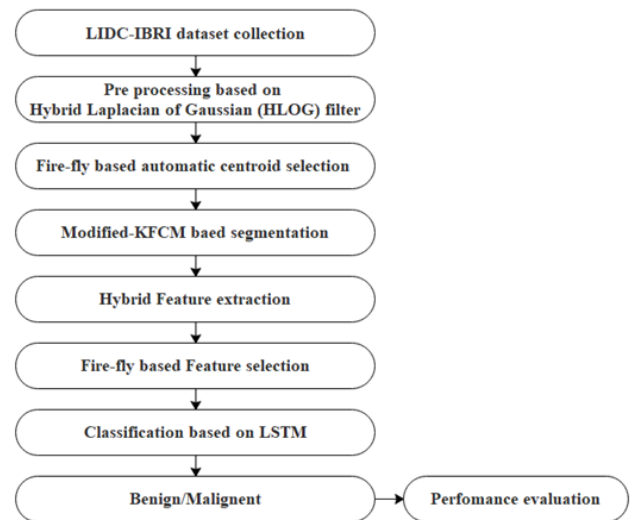 LIDC-IBRI dataset collection
Pre processing based on
Hybrid Laplacian of Gaussian (HLOG) filter
Fire-fly based automatic centroid selection
Modified-KFCM baed segmentation
Hybrid Feature extraction
Fire-fly based Feature selection
Classification based on LSTM
Benign/Malignent
Perfomance evaluation